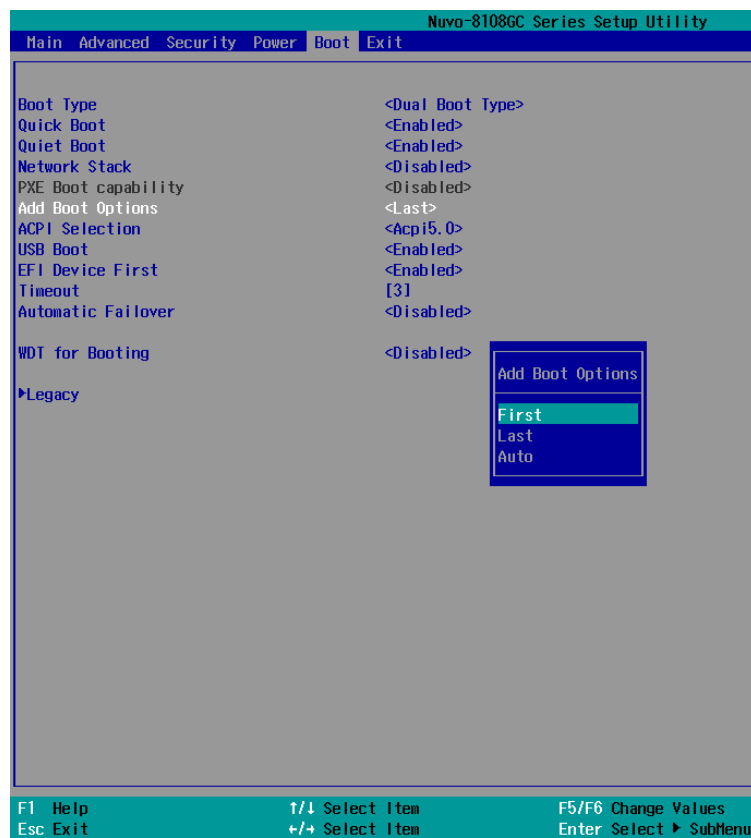 Nuvo-8108GC Series Setup Utility
Main Advanced Security Power Boot Exit
Boot Type <Dual Boot Type>
Quick Boot <Enabled>
Quiet Boot <Enabled>
Network Stack <Disabled>
PXE Boot capability <Disabled>
Add Boot Options <Last>
ACPI Selection <Acpi5.0>
USB Boot <Enabled>
EFI Device First <Enabled>
Timeout [3]
Automatic Failover <Disabled>
WDT for Booting <Disabled>
▶Legacy
Add Boot Options
First
Last
Auto
F1 Help ↑/↓ Select Item F5/F6 Change Values
Esc Exit ←/→ Select Item Enter Select ▶ SubMenu